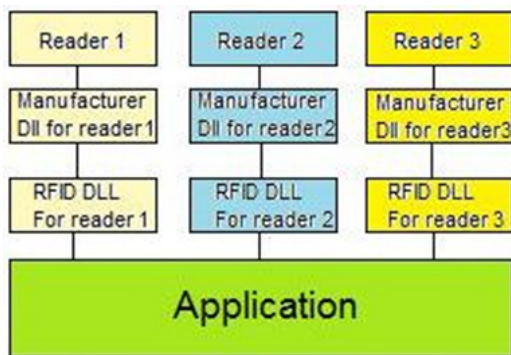 Reader 1
Reader 2
Reader 3
Manufacturer
Dll for reader1
Manufacturer
Dll for reader2
Manufacturer
Dll for reader3
RFID DLL
For reader 1
RFID DLL
For reader 2
RFID DLL
For reader 3
Application